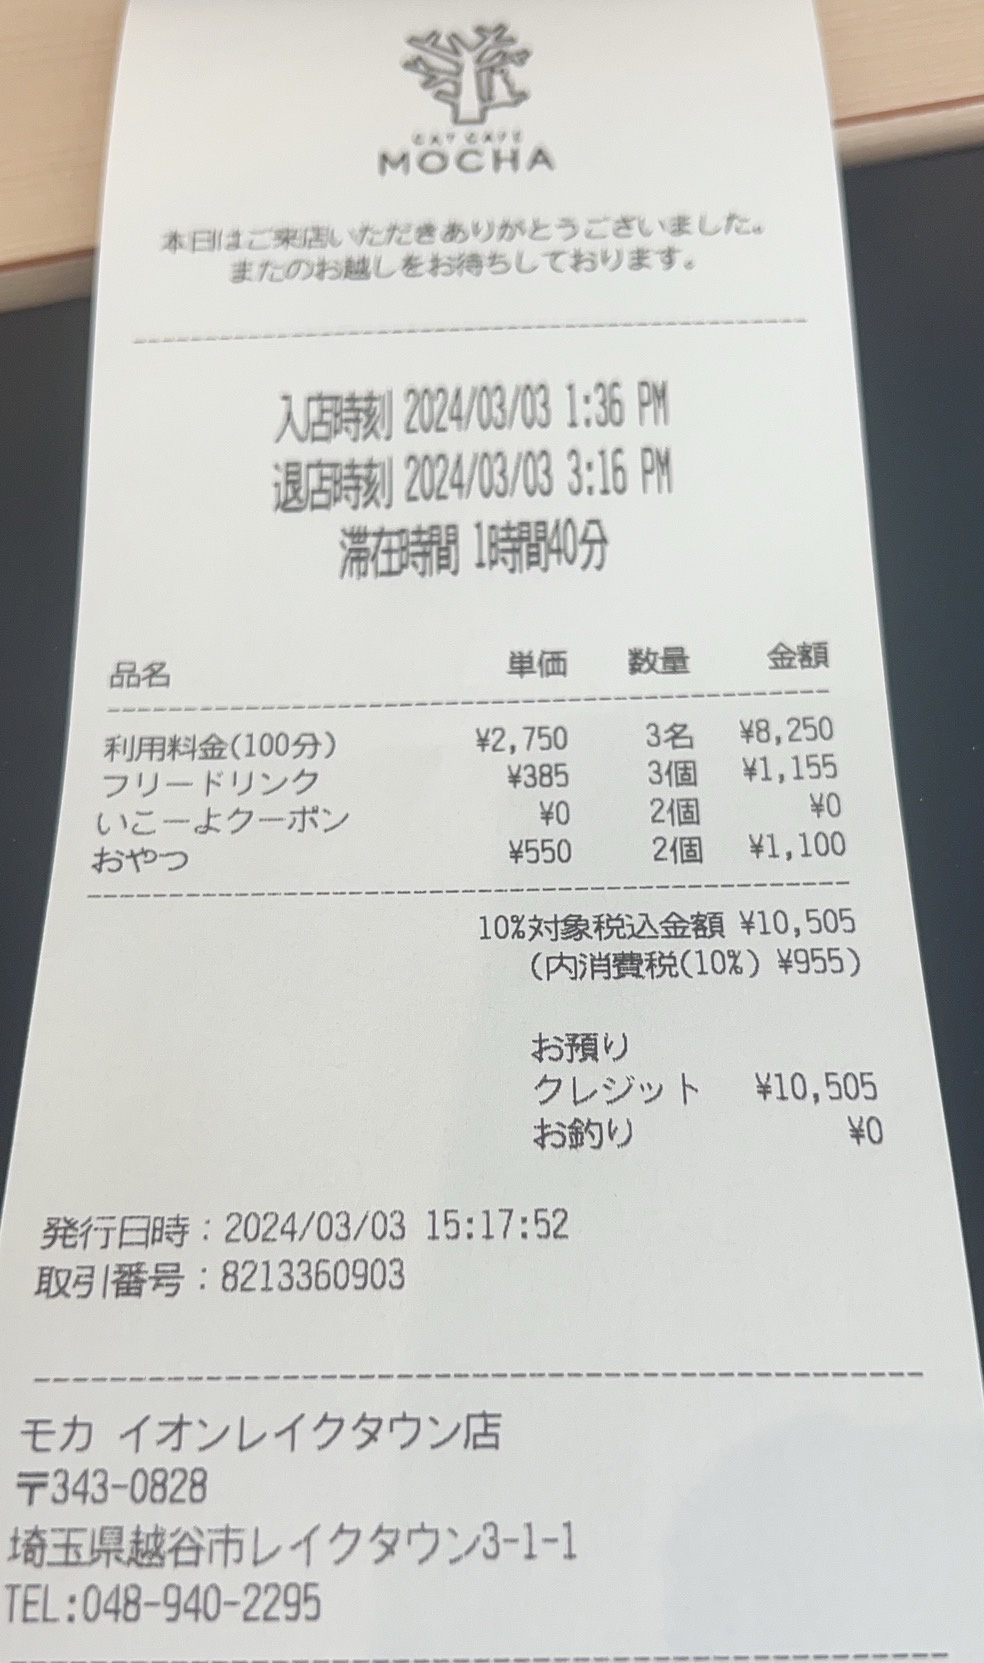 CAT CAFE
MOCHA
本日はご来店いただきありがとうございました。
またのお越しをお待ちしております。
入店時刻 2024/03/03 1:36 PM
退店時刻 2024/03/03 3:16 PM
滞在時間 1時間40分
品名 単価 数量 金額
利用料金(100分) ¥2,750 3名 ¥8,250
フリードリンク ¥385 3個 ¥1,155
いこーよクーポン ¥0 2個 ¥0
おやつ ¥550 2個 ¥1,100
10%対象税込金額 ¥10,505
(内消費税(10%) ¥955)
お預り
クレジット ¥10,505
お釣り ¥0
発行日時:2024/03/03 15:17:52
取引番号:8213360903
モカ イオンレイクタウン店
〒343-0828
埼玉県越谷市レイクタウン3-1-1
TEL:048-940-2295